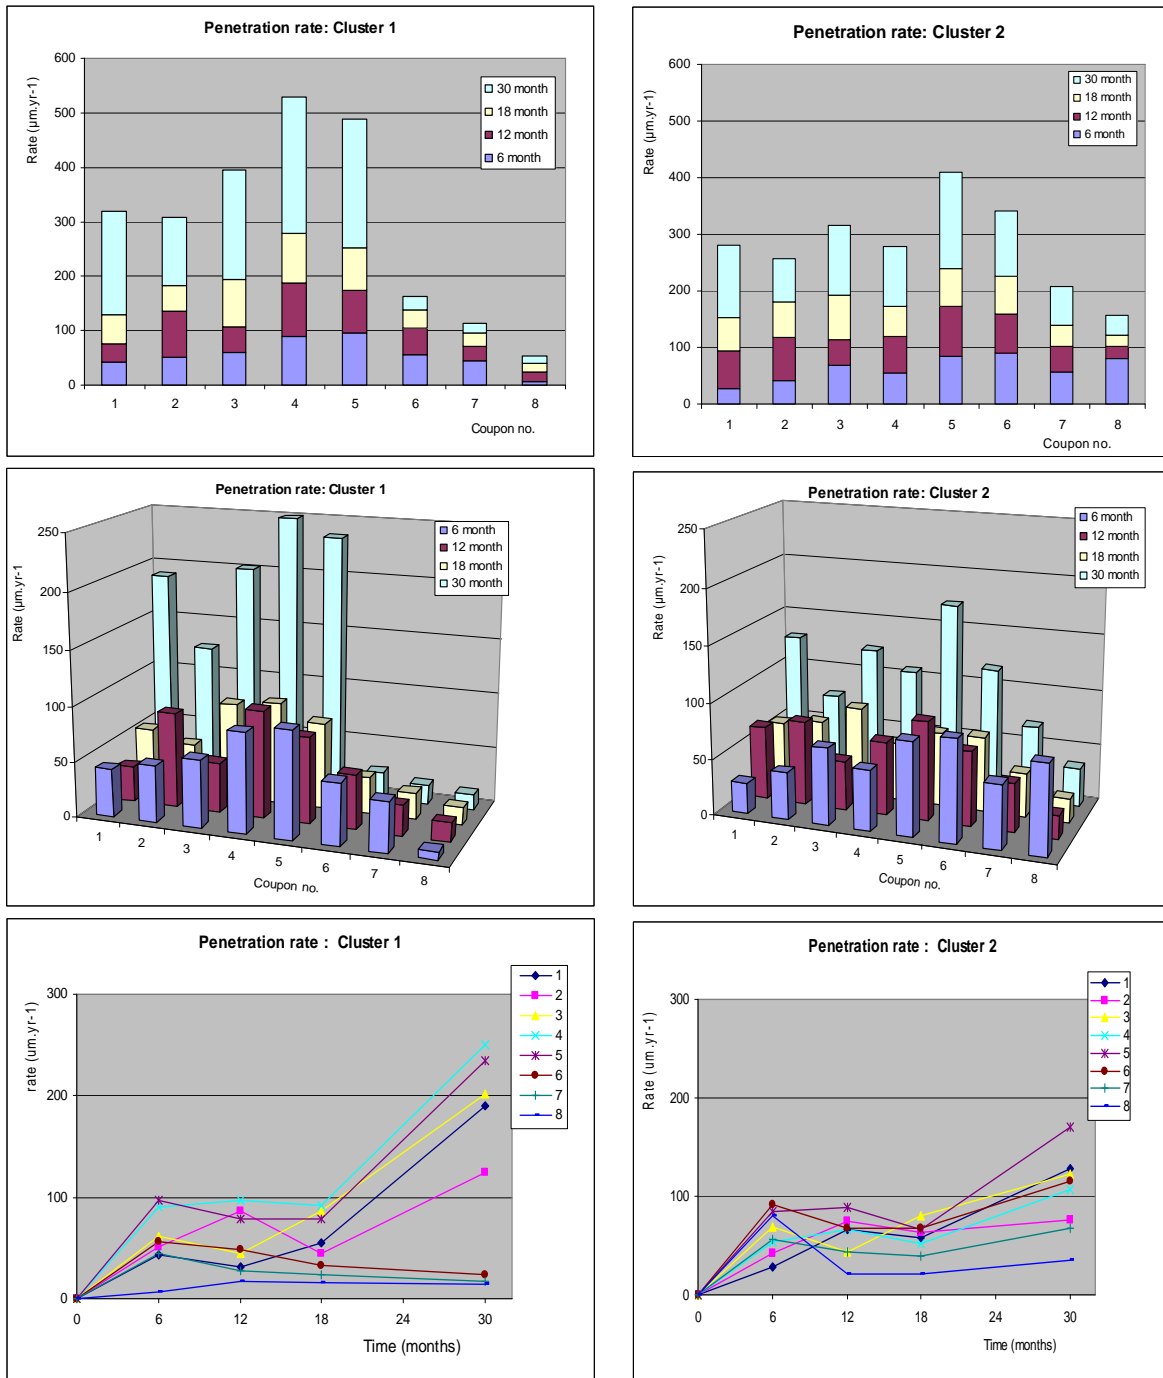 Penetration rate: Cluster 1
Rate (µm.yr-1)
600
500
400
300
200
100
0
30 month
18 month
12 month
6 month
1 2 3 4 5 6 7 8
Coupon no.
Penetration rate: Cluster 2
Rate (µm.yr-1)
600
500
400
300
200
100
0
30 month
18 month
12 month
6 month
1 2 3 4 5 6 7 8
Coupon no.
Penetration rate: Cluster 1
Rate (µm.yr-1
250
200
150
100
50
0
6 month
12 month
18 month
30 month
1 2 3 4 5 6 7 8
Coupon no.
Penetration rate: Cluster 2
Rate (µm.yr-1)
250
200
150
100
50
0
6 month
12 month
18 month
30 month
1 2 3 4 5 6 7 8
Coupon no.
Penetration rate : Cluster 1
rate (um.yr-1)
300
200
100
0
1
2
3
4
5
6
7
8
0 6 12 18 24 30
Time (months)
Penetration rate : Cluster 2
Rate (um.yr-1)
300
200
100
0
1
2
3
4
5
6
7
8
0 6 12 18 24 30
Time (months)